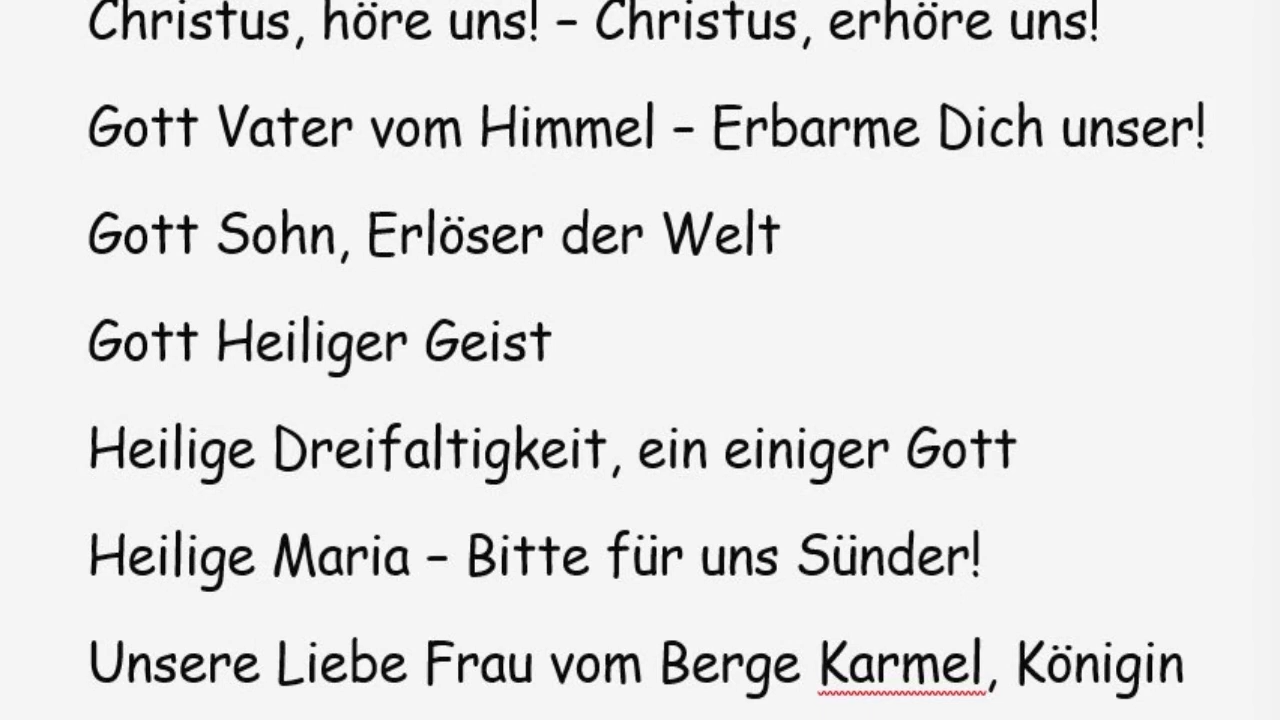 Christus, höre uns! – Christus, erhöre uns!
Gott Vater vom Himmel – Erbarme Dich unser!
Gott Sohn, Erlöser der Welt
Gott Heiliger Geist
Heilige Dreifaltigkeit, ein einiger Gott
Heilige Maria – Bitte für uns Sünder!
Unsere Liebe Frau vom Berge Karmel, Königin